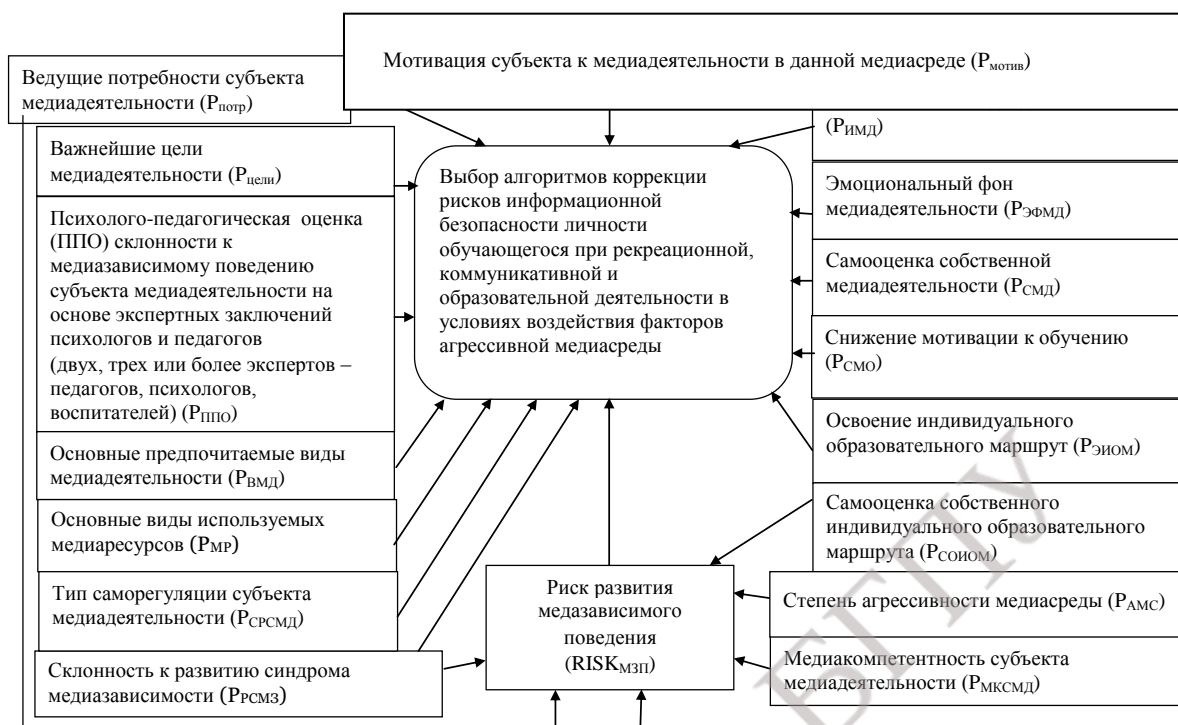 Мотивация субъекта к медиадеятельности в данной медиасреде (Pмотив)
Ведущие потребности субъекта
медиадеятельности (Pпотр)
Важнейшие цели
медиадеятельности (Pцели)
Психолого-педагогическая оценка
(ППО) склонности к
медиазависимому поведению
субъекта медиадеятельности на
основе экспертных заключений
психологов и педагогов
(двух, трех или более экспертов –
педагогов, психологов,
воспитателей) (PППО)
Основные предпочитаемые виды
медиадеятельности (PВМД)
Основные виды используемых
медиаресурсов (PМР)
Тип саморегуляции субъекта
медиадеятельности (PСРСМД)
Склонность к развитию синдрома
медиазависимости (PРСМЗ)
Выбор алгоритмов коррекции
рисков информационной
безопасности личности
обучающегося при рекреационной,
коммуникативной и
образовательной деятельности в
условиях воздействия факторов
агрессивной медиасреды
Риск развития
медазависимого
поведения
(RISKМЗП)
(PИМД)
Эмоциональный фон
медиадеятельности (PЭФМД)
Самооценка собственной
медиадеятельности (PСМД)
Снижение мотивации к обучению
(PСМО)
Освоение индивидуального
образовательного маршрут (PЭИОМ)
Самооценка собственного
индивидуального образовательного
маршрута (PСОИОМ)
Степень агрессивности медиасреды (PАМС)
Медиакомпетентность субъекта
медиадеятельности (PМКСМД)
БГПУ